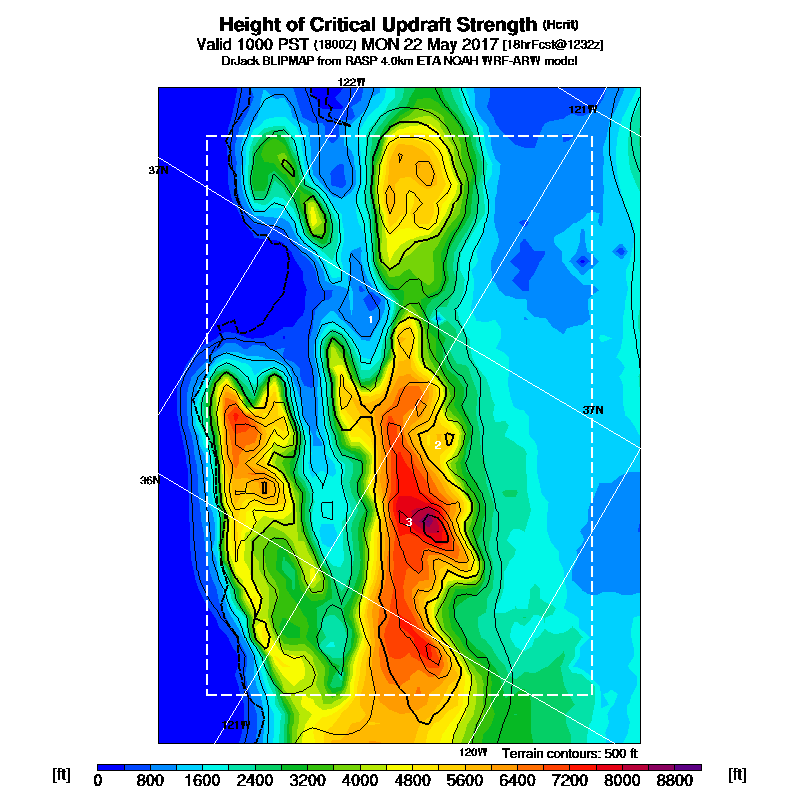 Height of Critical Updraft Strength (Hcrit)
Valid 1000 PST (1800Z) MON 22 May 2017 [18hrFcst@1232z]
DrJack BLIPMAP from RASP 4.0km ETA NOAH WRF-ARW model
122W
121W
37N
1
37N
2
36N
3
121W
120W
Terrain contours: 500 ft
[ft] 0 800 1600 2400 3200 4000 4800 5600 6400 7200 8000 8800 [ft]